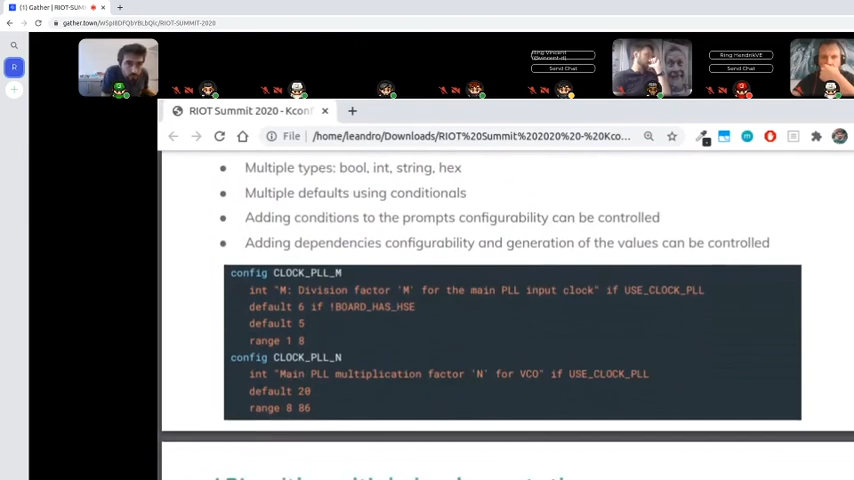 (1) Gather | RIOT-SUM
gather.town/WSpIIIDFQbYBLbQlc/RIOT-SUMMIT-2020
R
Send Chat
Ring HendrikVE
Send Chat
RIOT Summit 2020 - Kconf
File | /home/leandro/Downloads/RIOT%20Summit%202020%20-%20Kco...
Multiple types: bool, int, string, hex
Multiple defaults using conditionals
Adding conditions to the prompts configurability can be controlled
Adding dependencies configurability and generation of the values can be controlled
config CLOCK_PLL_M
int "M: Division factor 'M' for the main PLL input clock" if USE_CLOCK_PLL
default 6 if !BOARD_HAS_HSE
default 5
range 1 8
config CLOCK_PLL_N
int "Main PLL multiplication factor 'N' for VCO" if USE_CLOCK_PLL
default 20
range 8 86